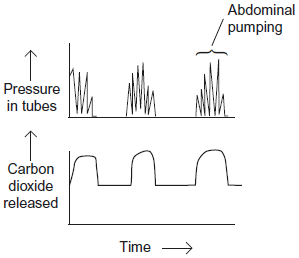 Abdominal
pumping
Pressure
in tubes
Carbon
dioxide
released
Time